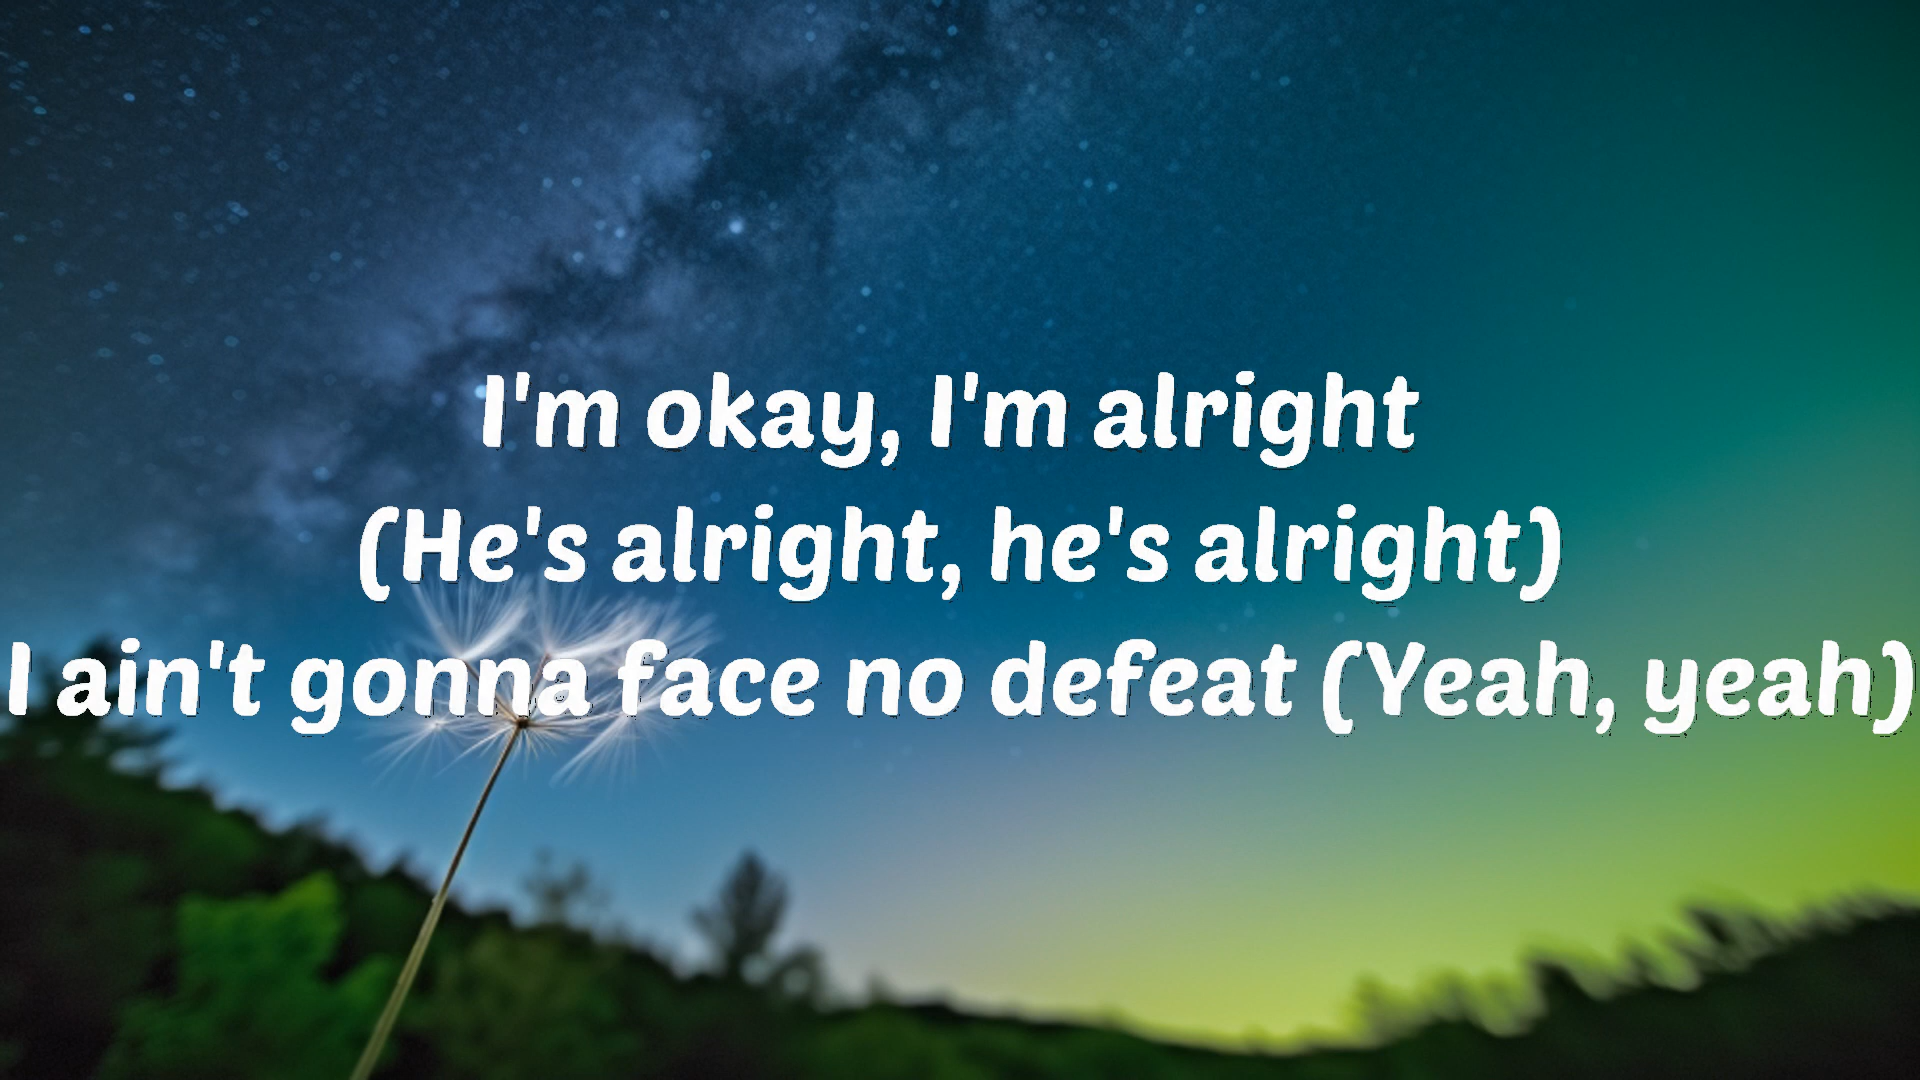 I'm okay, I'm alright
(He's alright, he's alright)
I ain't gonna face no defeat (Yeah, yeah)